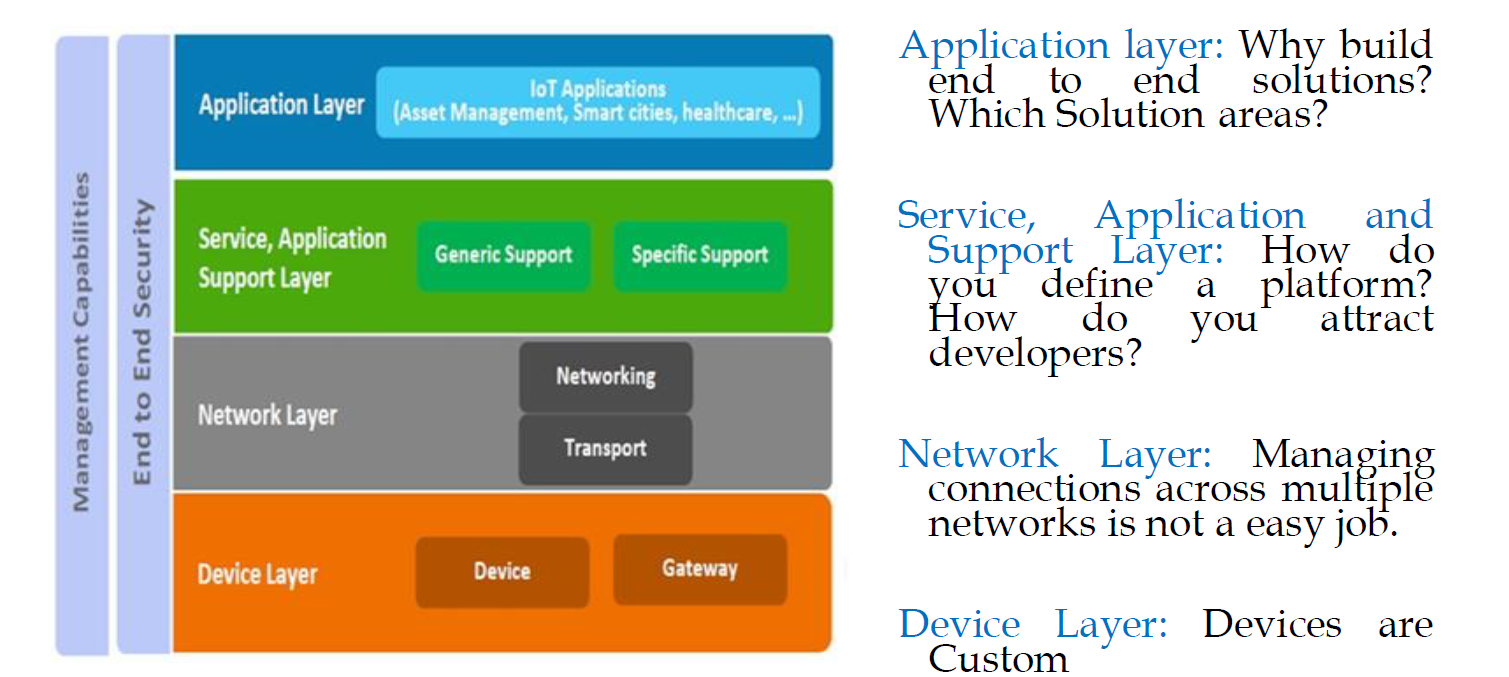 Management Capabilities
End to End Security
Application Layer
IoT Applications
(Asset Management, Smart cities, healthcare, ...)
Service, Application
Support Layer
Generic Support
Specific Support
Network Layer
Networking
Transport
Device Layer
Device
Gateway
Application layer: Why build
end to end solutions?
Which Solution areas?
Service, Application and
Support Layer: How do
you define a platform?
How do you attract
developers?
Network Layer: Managing
connections across multiple
networks is not a easy job.
Device Layer: Devices are
Custom